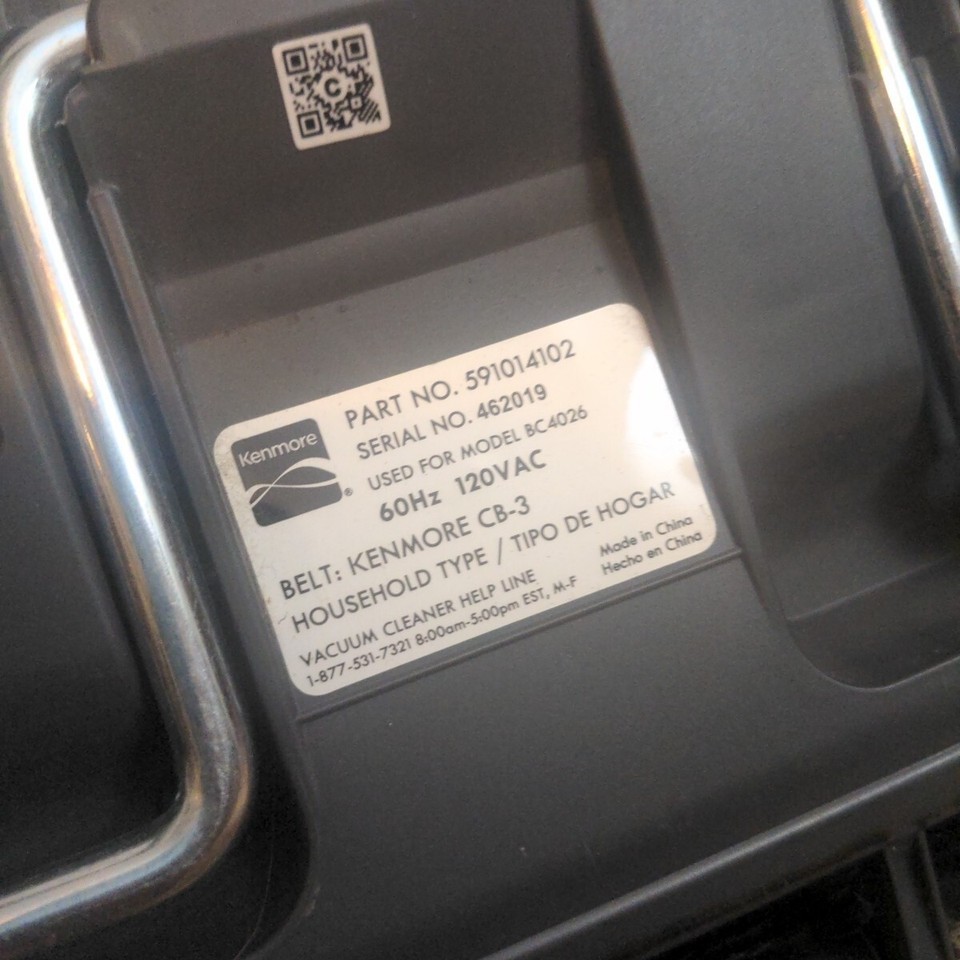 C
Kenmore
®
PART NO. 591014102
SERIAL NO. 462019
USED FOR MODEL BC4026
60Hz 120VAC
BELT: KENMORE CB-3
HOUSEHOLD TYPE / TIPO DE HOGAR
VACUUM CLEANER HELP LINE
1-877-531-7321 8:00am-5:00pm EST, M-F
Made in China
Hecho en China